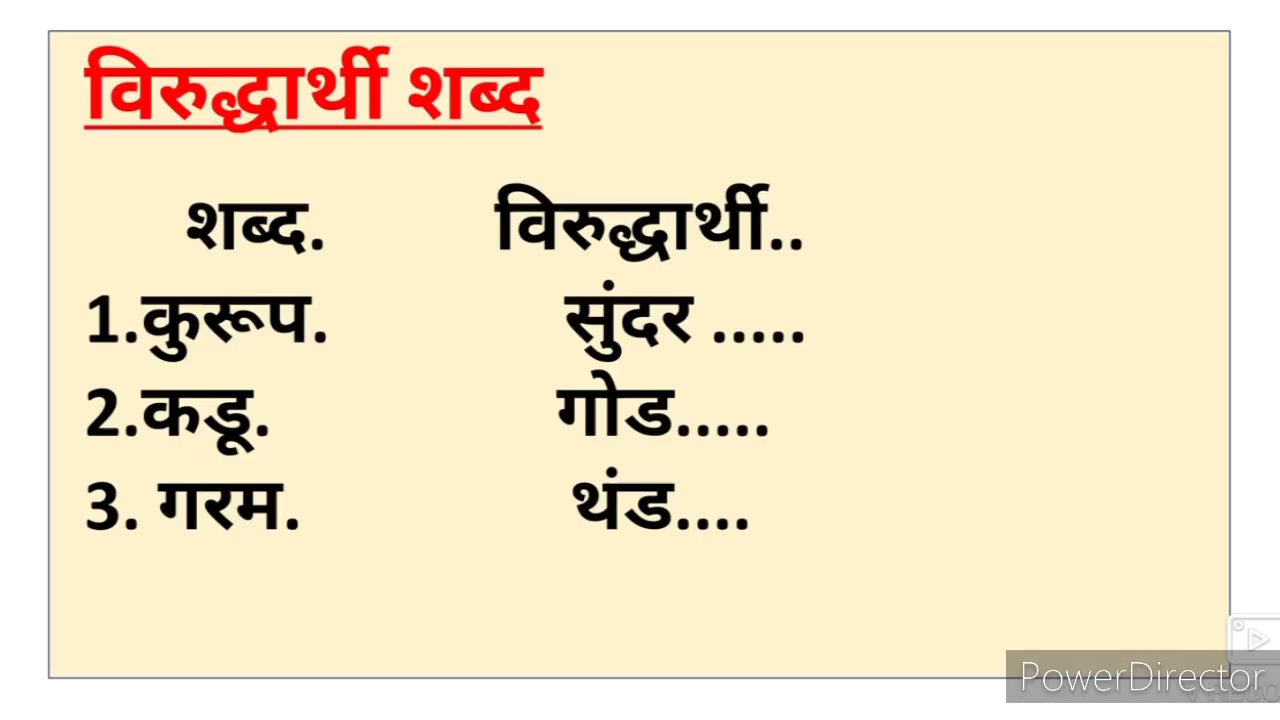 विरुद्धार्थी शब्द
शब्द. विरुद्धार्थी..
1.कुरूप. सुंदर .....
2.कडू. गोड.....
3. गरम. थंड....
PowerDirector